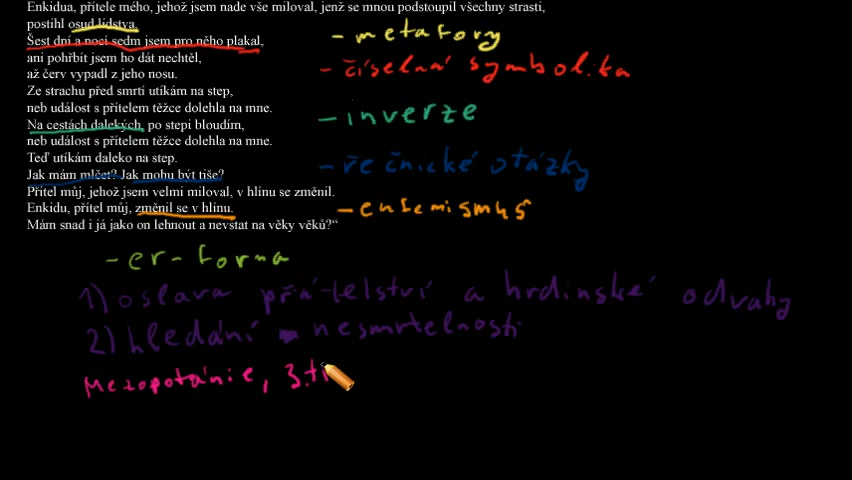 Enkidua, přítele mého, jehož jsem nade vše miloval, jenž se mnou podstoupil všechny strasti,
postihl osud lidstva. - metafory
Šest dní a nocí sedm jsem pro něho plakal,
ani pohřbít jsem ho dát nechtěl, - číselná symbolika
až červ vypadl z jeho nosu.
Ze strachu před smrtí utíkám na step,
neb událost s přítelem těžce dolehla na mne. - inverze
Na cestách dalekých, po stepi bloudím,
neb událost s přítelem těžce dolehla na mne.
Teď utíkám daleko na step. - řečnické otázky
Jak mám mlčet? Jak mohu být tiše?
Přítel můj, jehož jsem velmi miloval, v hlínu se změnil.
Enkidu, přítel můj, změnil se v hlínu. - eufemismus
Mám snad i já jako on lehnout a nevstat na věky věků?"
- er-forma
1) oslava přátelství a hrdinské odvahy
2) hledání nesmrtelnosti
Mezopotánie, 3.ti